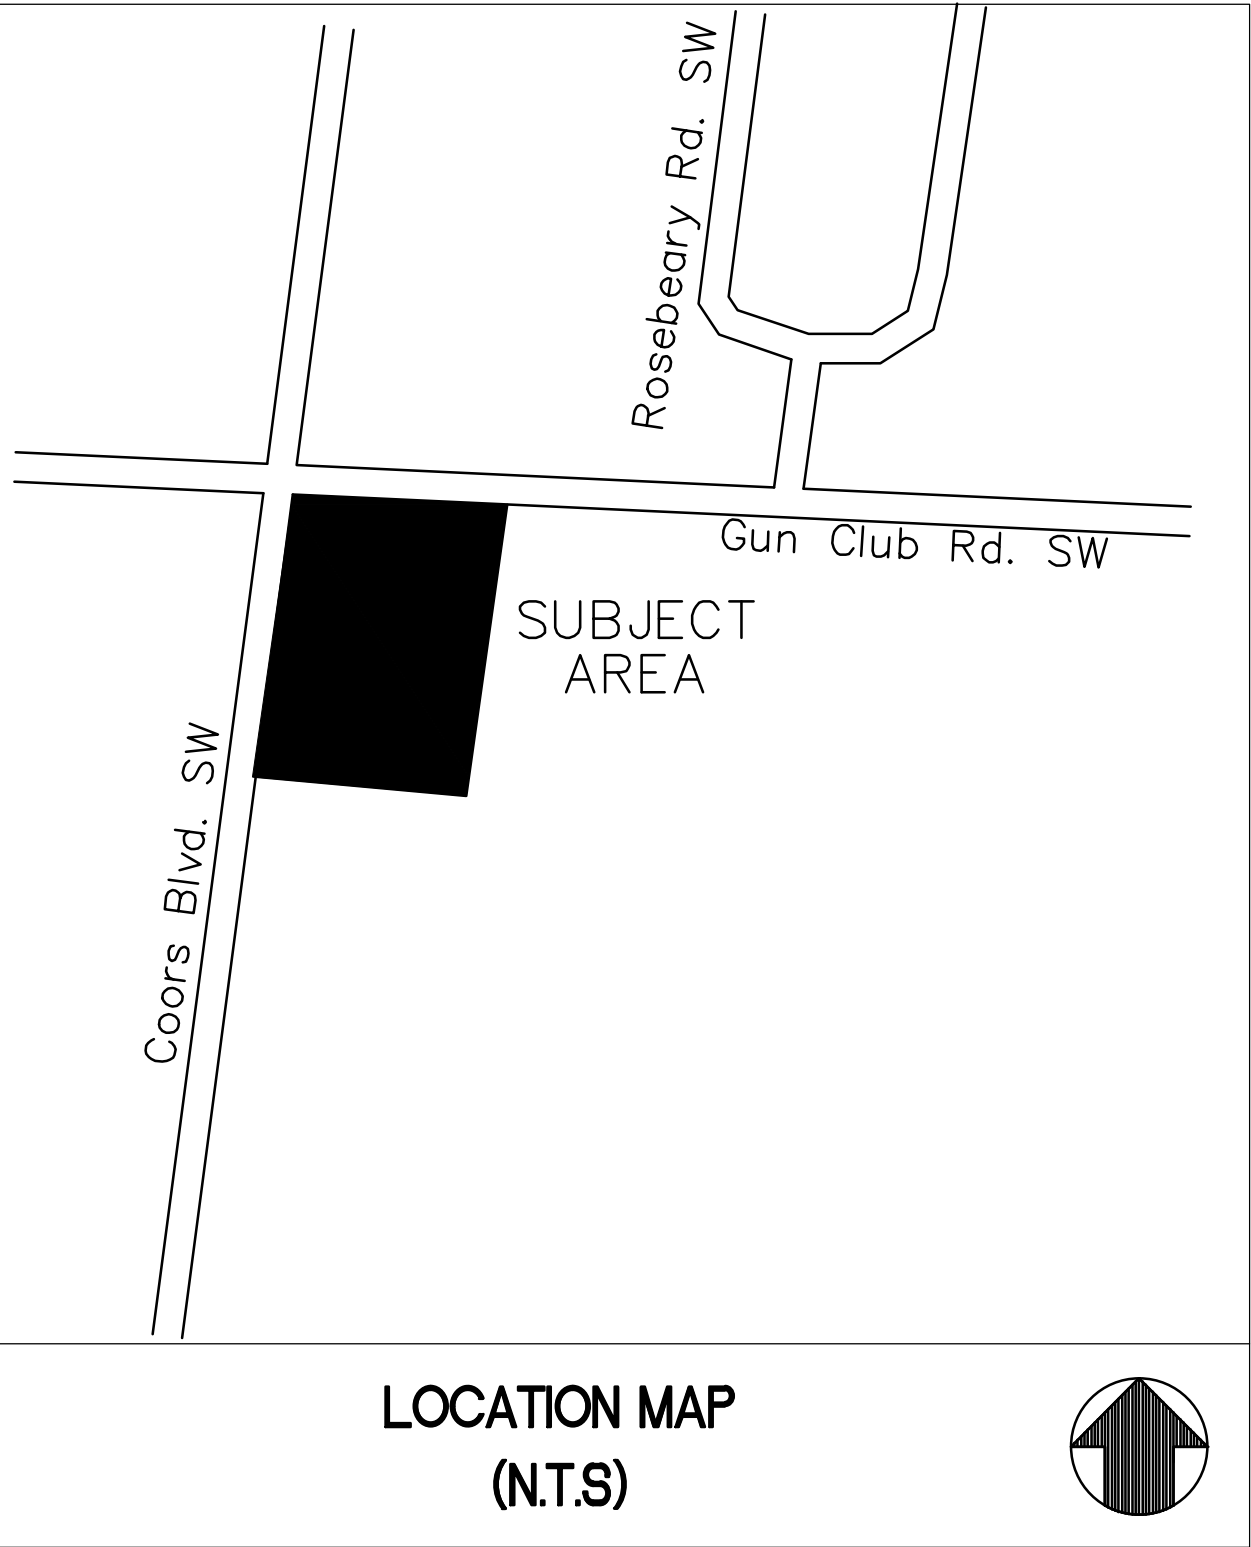 Rosebeary Rd. SW
Gun Club Rd. SW
SUBJECT
AREA
Coors Blvd. SW
LOCATION MAP
(N.T.S)